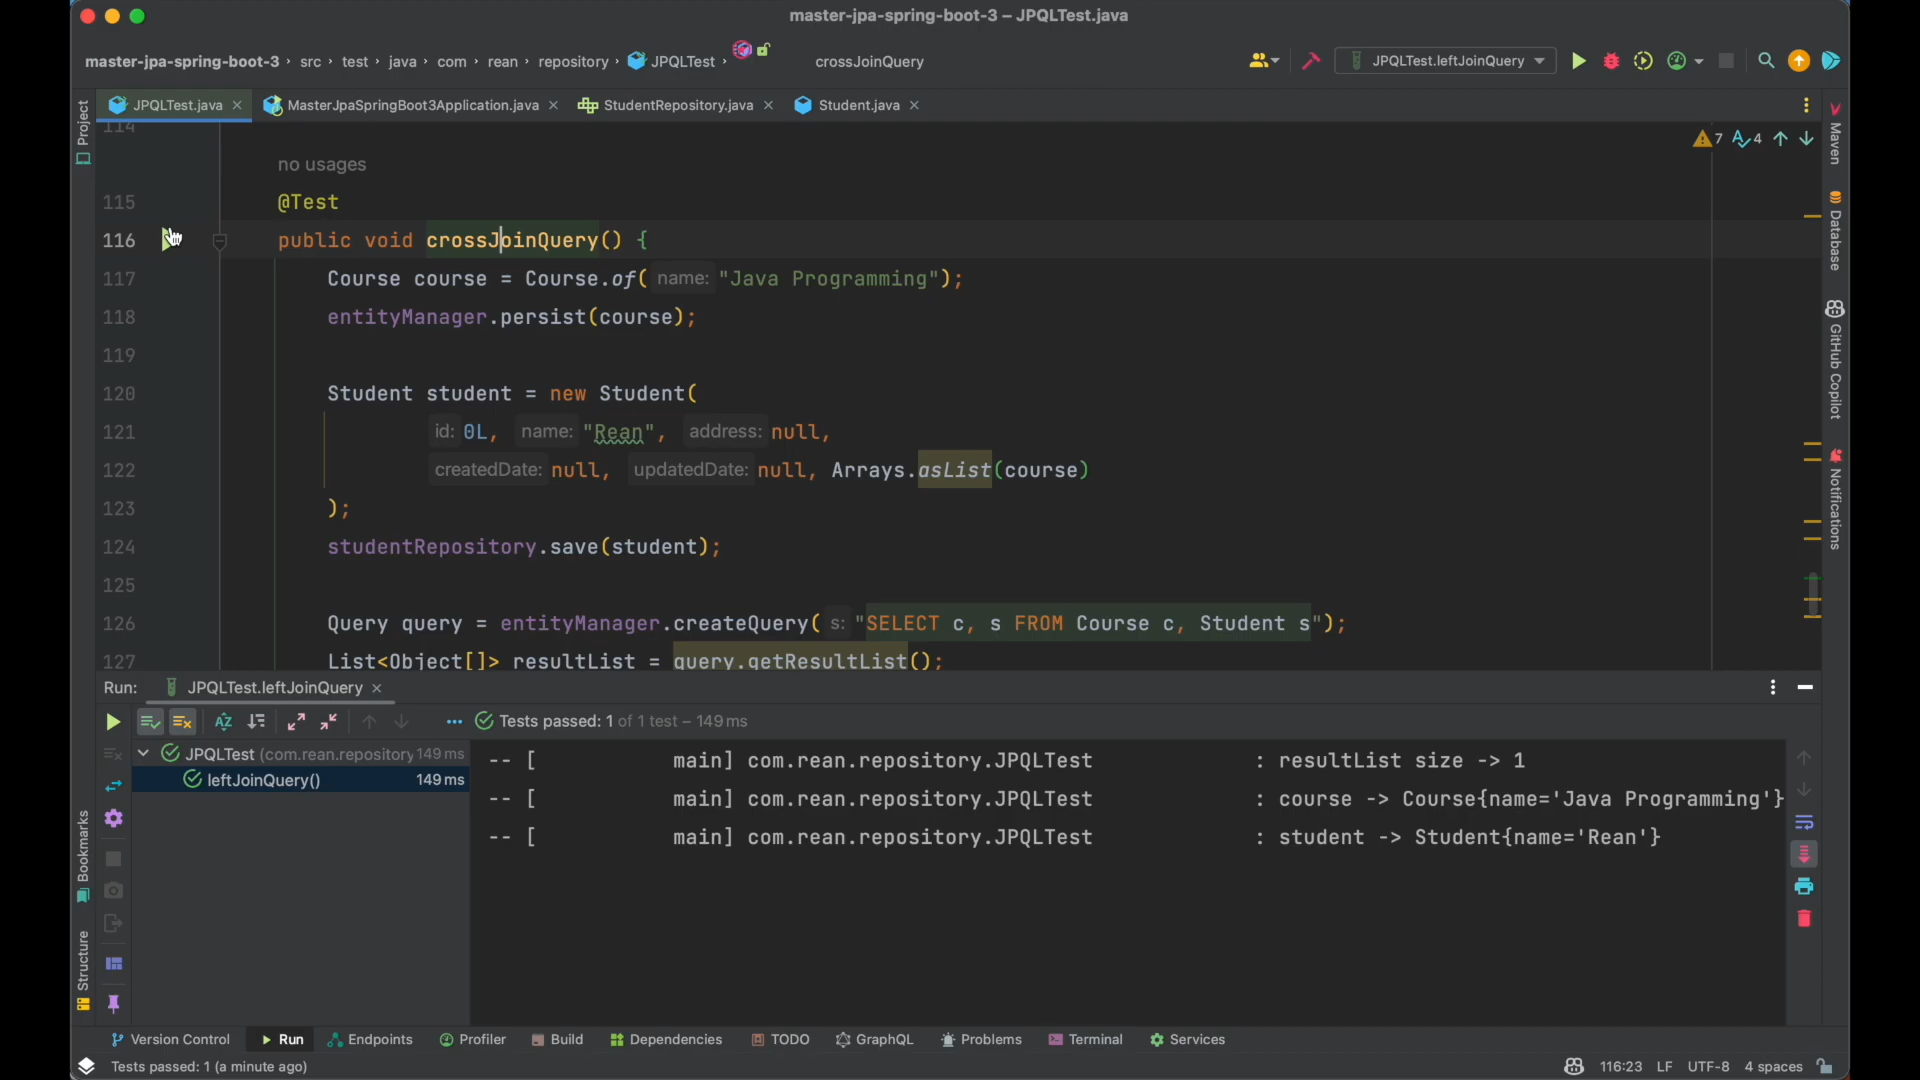 master-jpa-spring-boot-3 – JPQLTest.java
master-jpa-spring-boot-3 › src › test › java › com › rean › repository › JPQLTest › crossJoinQuery
JPQLTest.leftJoinQuery
JPQLTest.java
MasterJpaSpringBoot3Application.java
StudentRepository.java
Student.java
Project
114
7
4
no usages
115 @Test
116 public void crossJoinQuery() {
117 Course course = Course.of( name: "Java Programming");
118 entityManager.persist(course);
119
120 Student student = new Student(
121 id: 0L, name: "Rean", address: null,
122 createdDate: null, updatedDate: null, Arrays.asList(course)
123 );
124 studentRepository.save(student);
125
126 Query query = entityManager.createQuery( s: "SELECT c, s FROM Course c, Student s");
127 List<Object[]> resultList = query.getResultList();
Maven
Database
GitHub Copilot
Notifications
Run: JPQLTest.leftJoinQuery
Tests passed: 1 of 1 test – 149 ms
JPQLTest (com.rean.repository 149 ms
leftJoinQuery() 149 ms
-- [ main] com.rean.repository.JPQLTest : resultList size -> 1
-- [ main] com.rean.repository.JPQLTest : course -> Course{name='Java Programming'}
-- [ main] com.rean.repository.JPQLTest : student -> Student{name='Rean'}
Bookmarks
Structure
Version Control
Run
Endpoints
Profiler
Build
Dependencies
TODO
GraphQL
Problems
Terminal
Services
Tests passed: 1 (a minute ago)
116:23 LF UTF-8 4 spaces